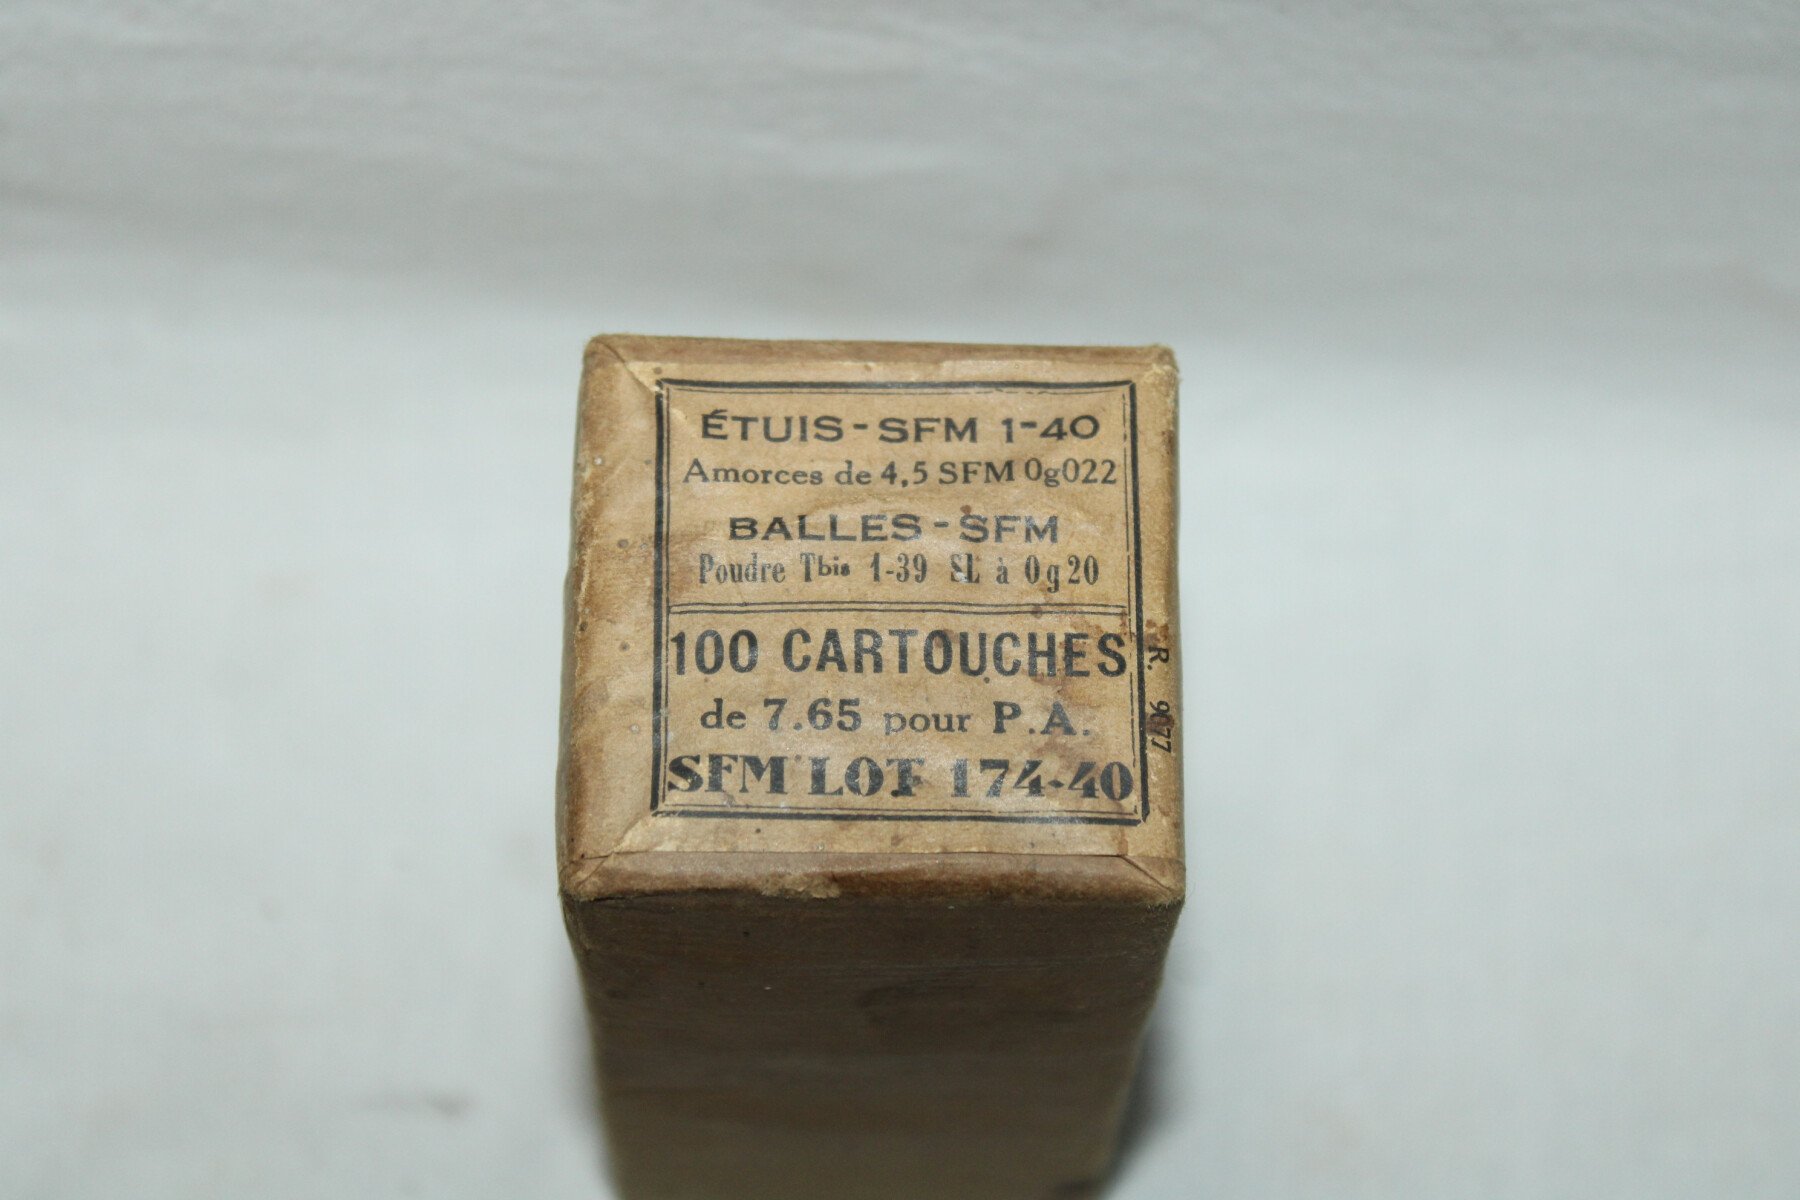 ÉTUIS-SFM 1-40
Amorces de 4,5 SFM 0g022
BALLES-SFM
Poudre Tbis 1-39 SL à 0g20
100 CARTOUCHES
de 7.65 pour P.A.
SFM LOT 174-40
R. 9077